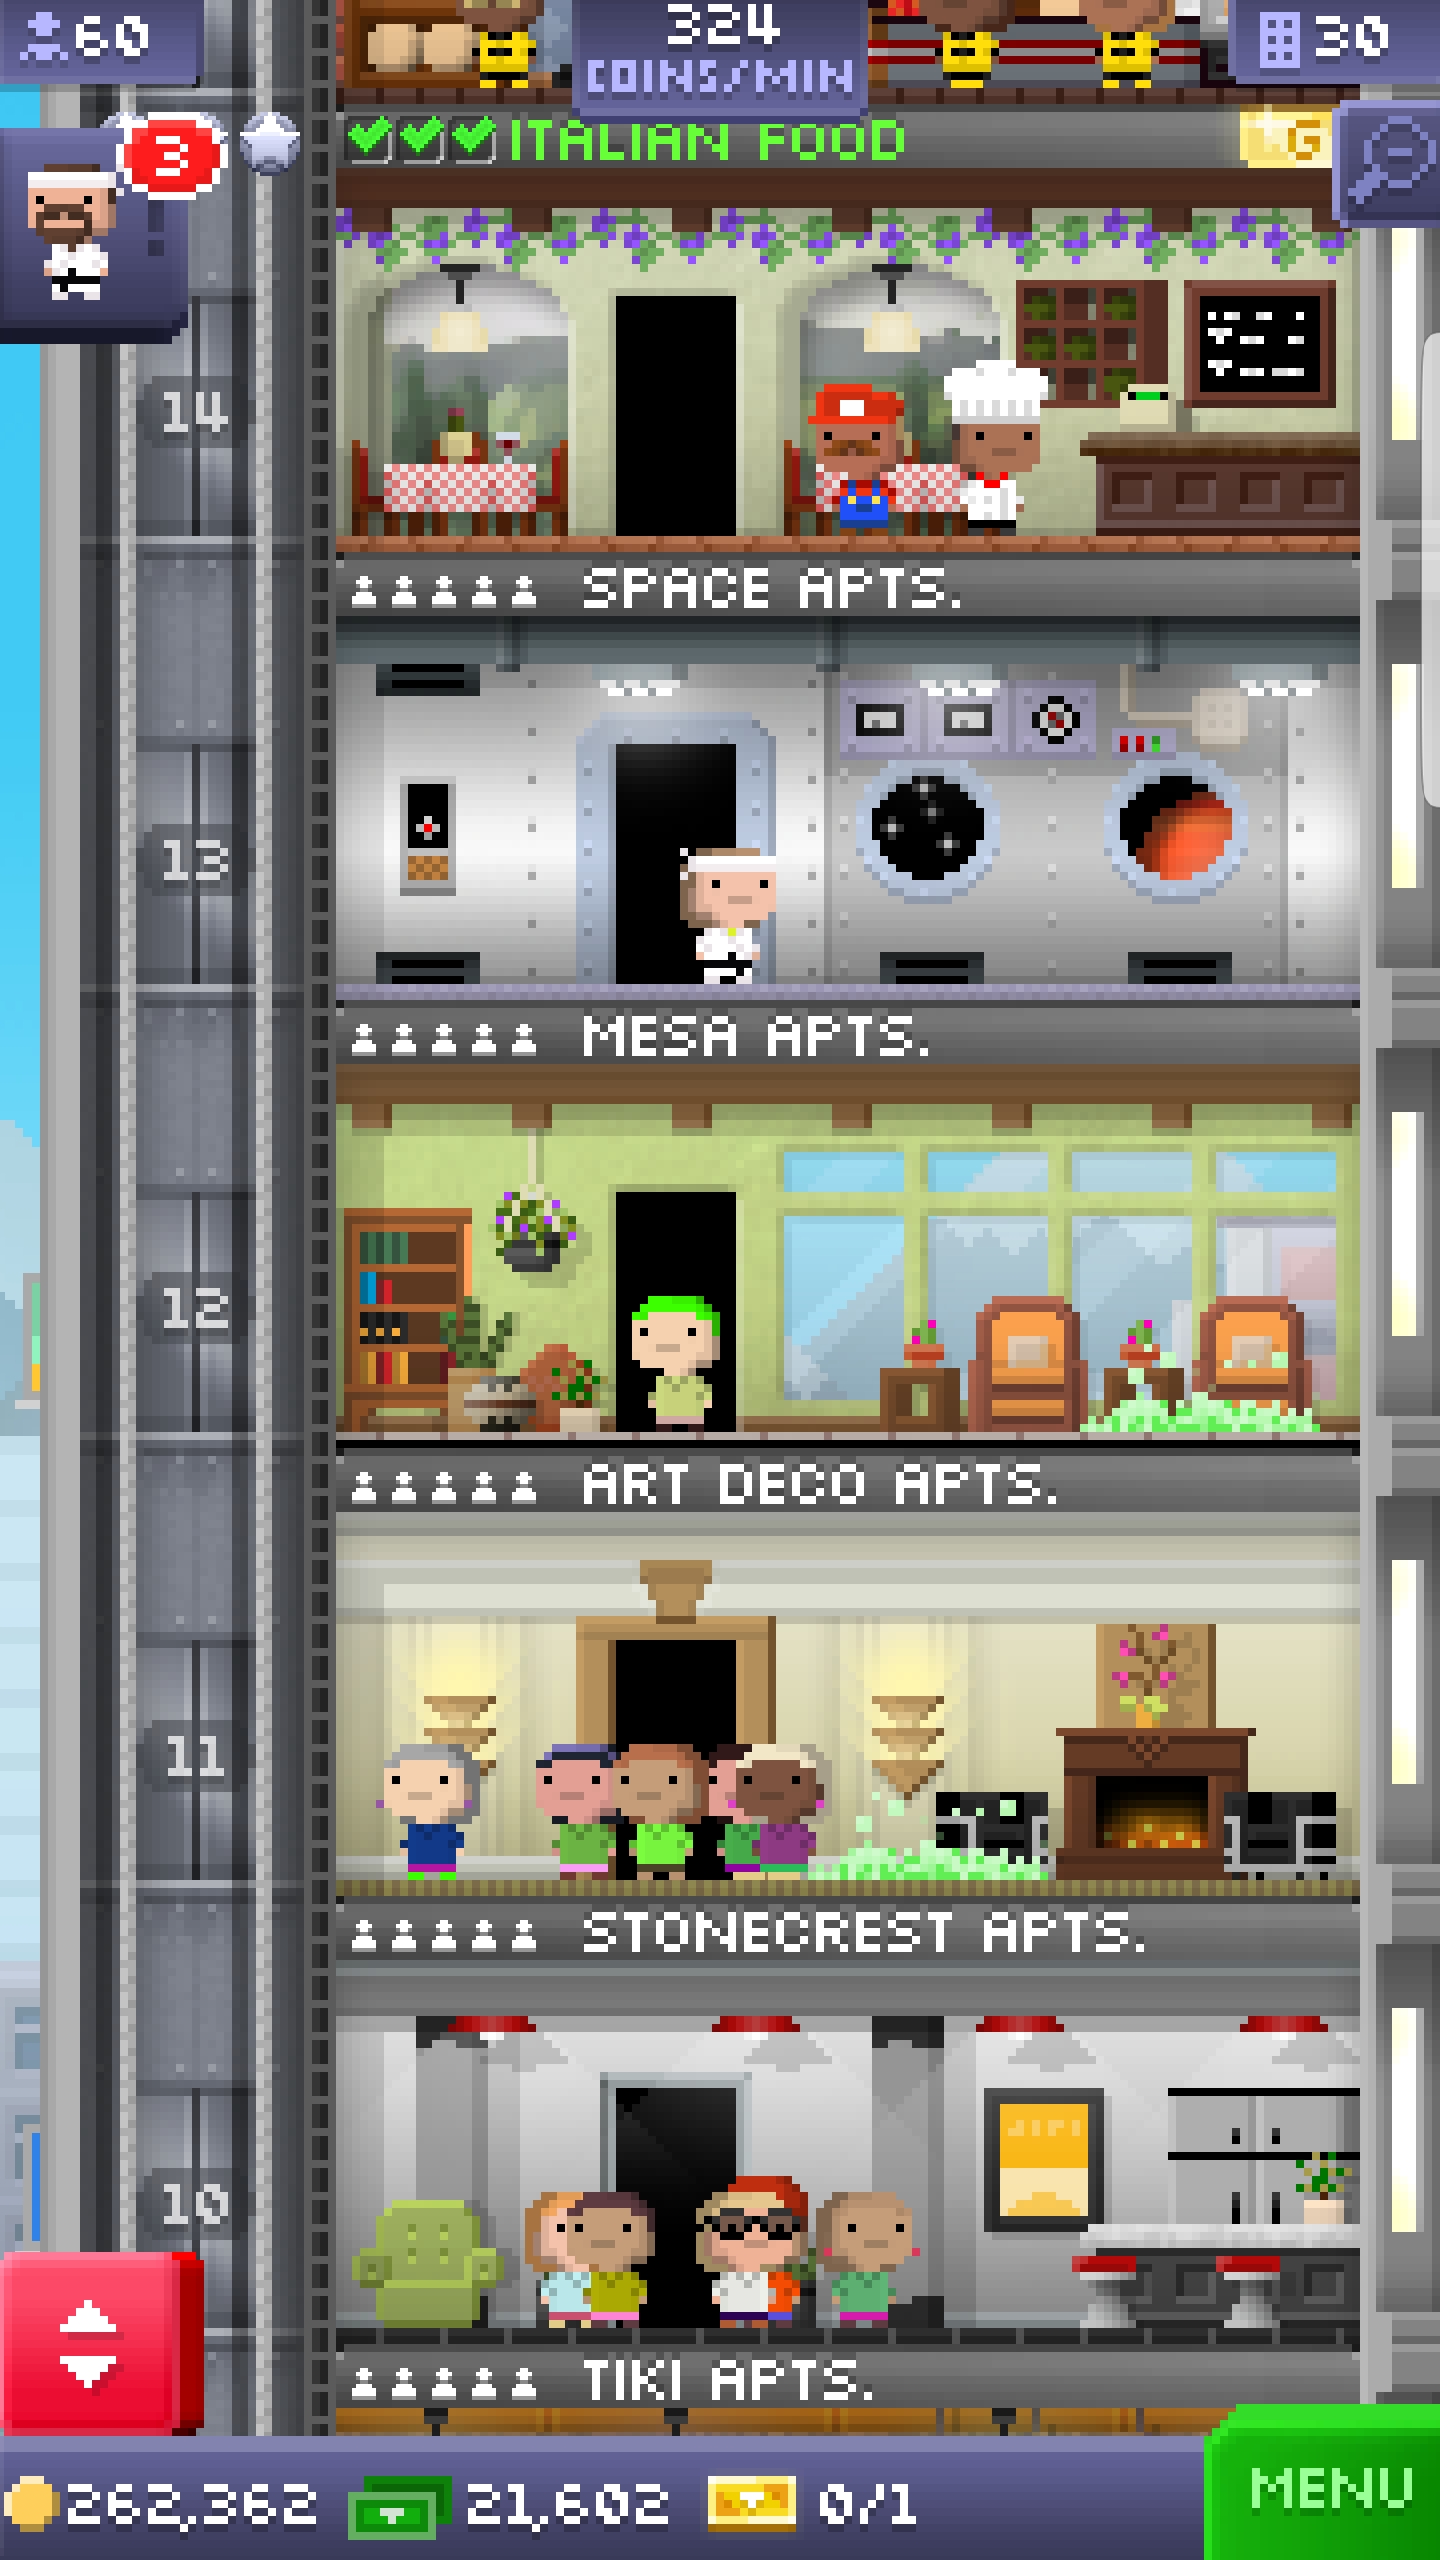 60
324
COINS/MIN
30
3
ITALIAN FOOD
G
14
SPACE APTS.
13
MESA APTS.
12
ART DECO APTS.
11
STONECREST APTS.
10
TIKI APTS.
262,362
21,602
0/1
MENU